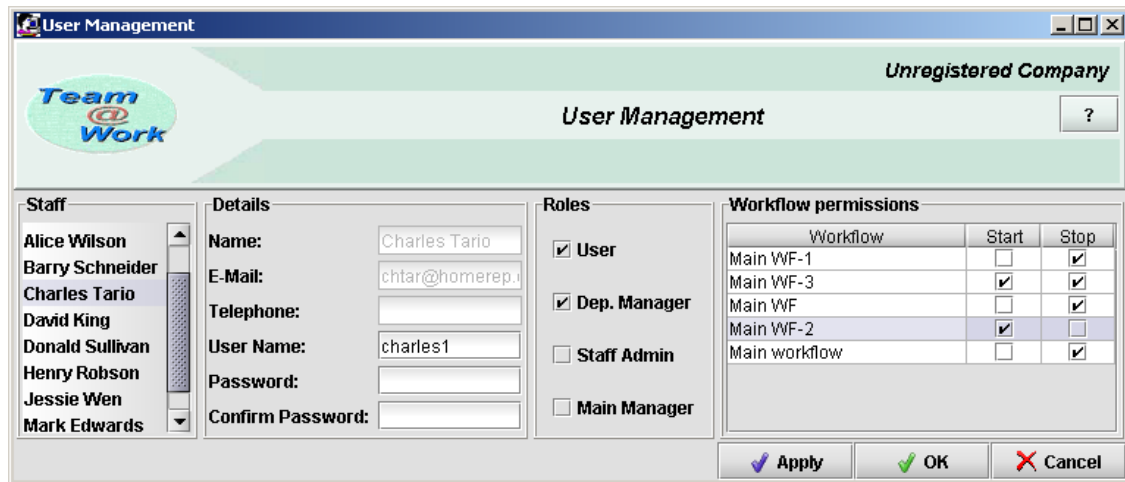 User Management
Unregistered Company
Team
@
Work
User Management
?
Staff
Alice Wilson
Barry Schneider
Charles Tario
David King
Donald Sullivan
Henry Robson
Jessie Wen
Mark Edwards
Details
Name: Charles Tario
E-Mail: chtar@homerep.
Telephone:
User Name: charles1
Password:
Confirm Password:
Roles
User
Dep. Manager
Staff Admin
Main Manager
Workflow permissions
Workflow Start Stop
Main WF-1
Main WF-3
Main WF
Main WF-2
Main workflow
Apply OK Cancel